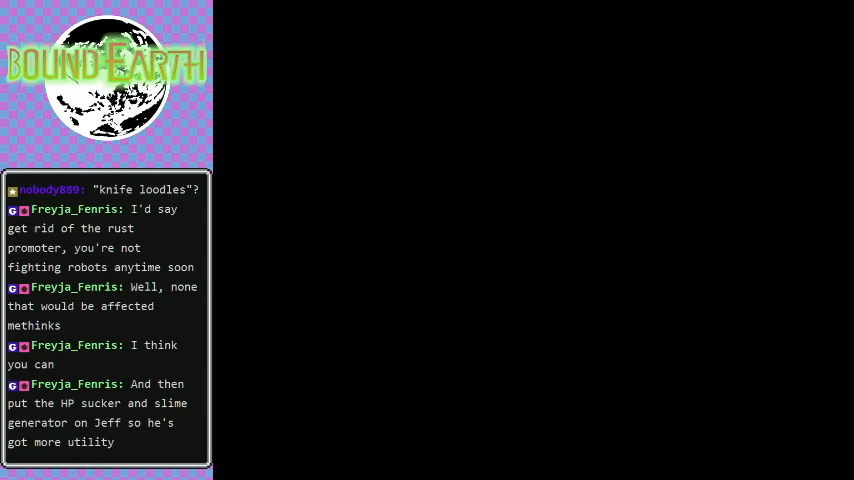 BOUND EARTH
nobody889: "knife loodles"?
G Freyja_Fenris: I'd say
get rid of the rust
promoter, you're not
fighting robots anytime soon
G Freyja_Fenris: Well, none
that would be affected
methinks
G Freyja_Fenris: I think
you can
G Freyja_Fenris: And then
put the HP sucker and slime
generator on Jeff so he's
got more utility